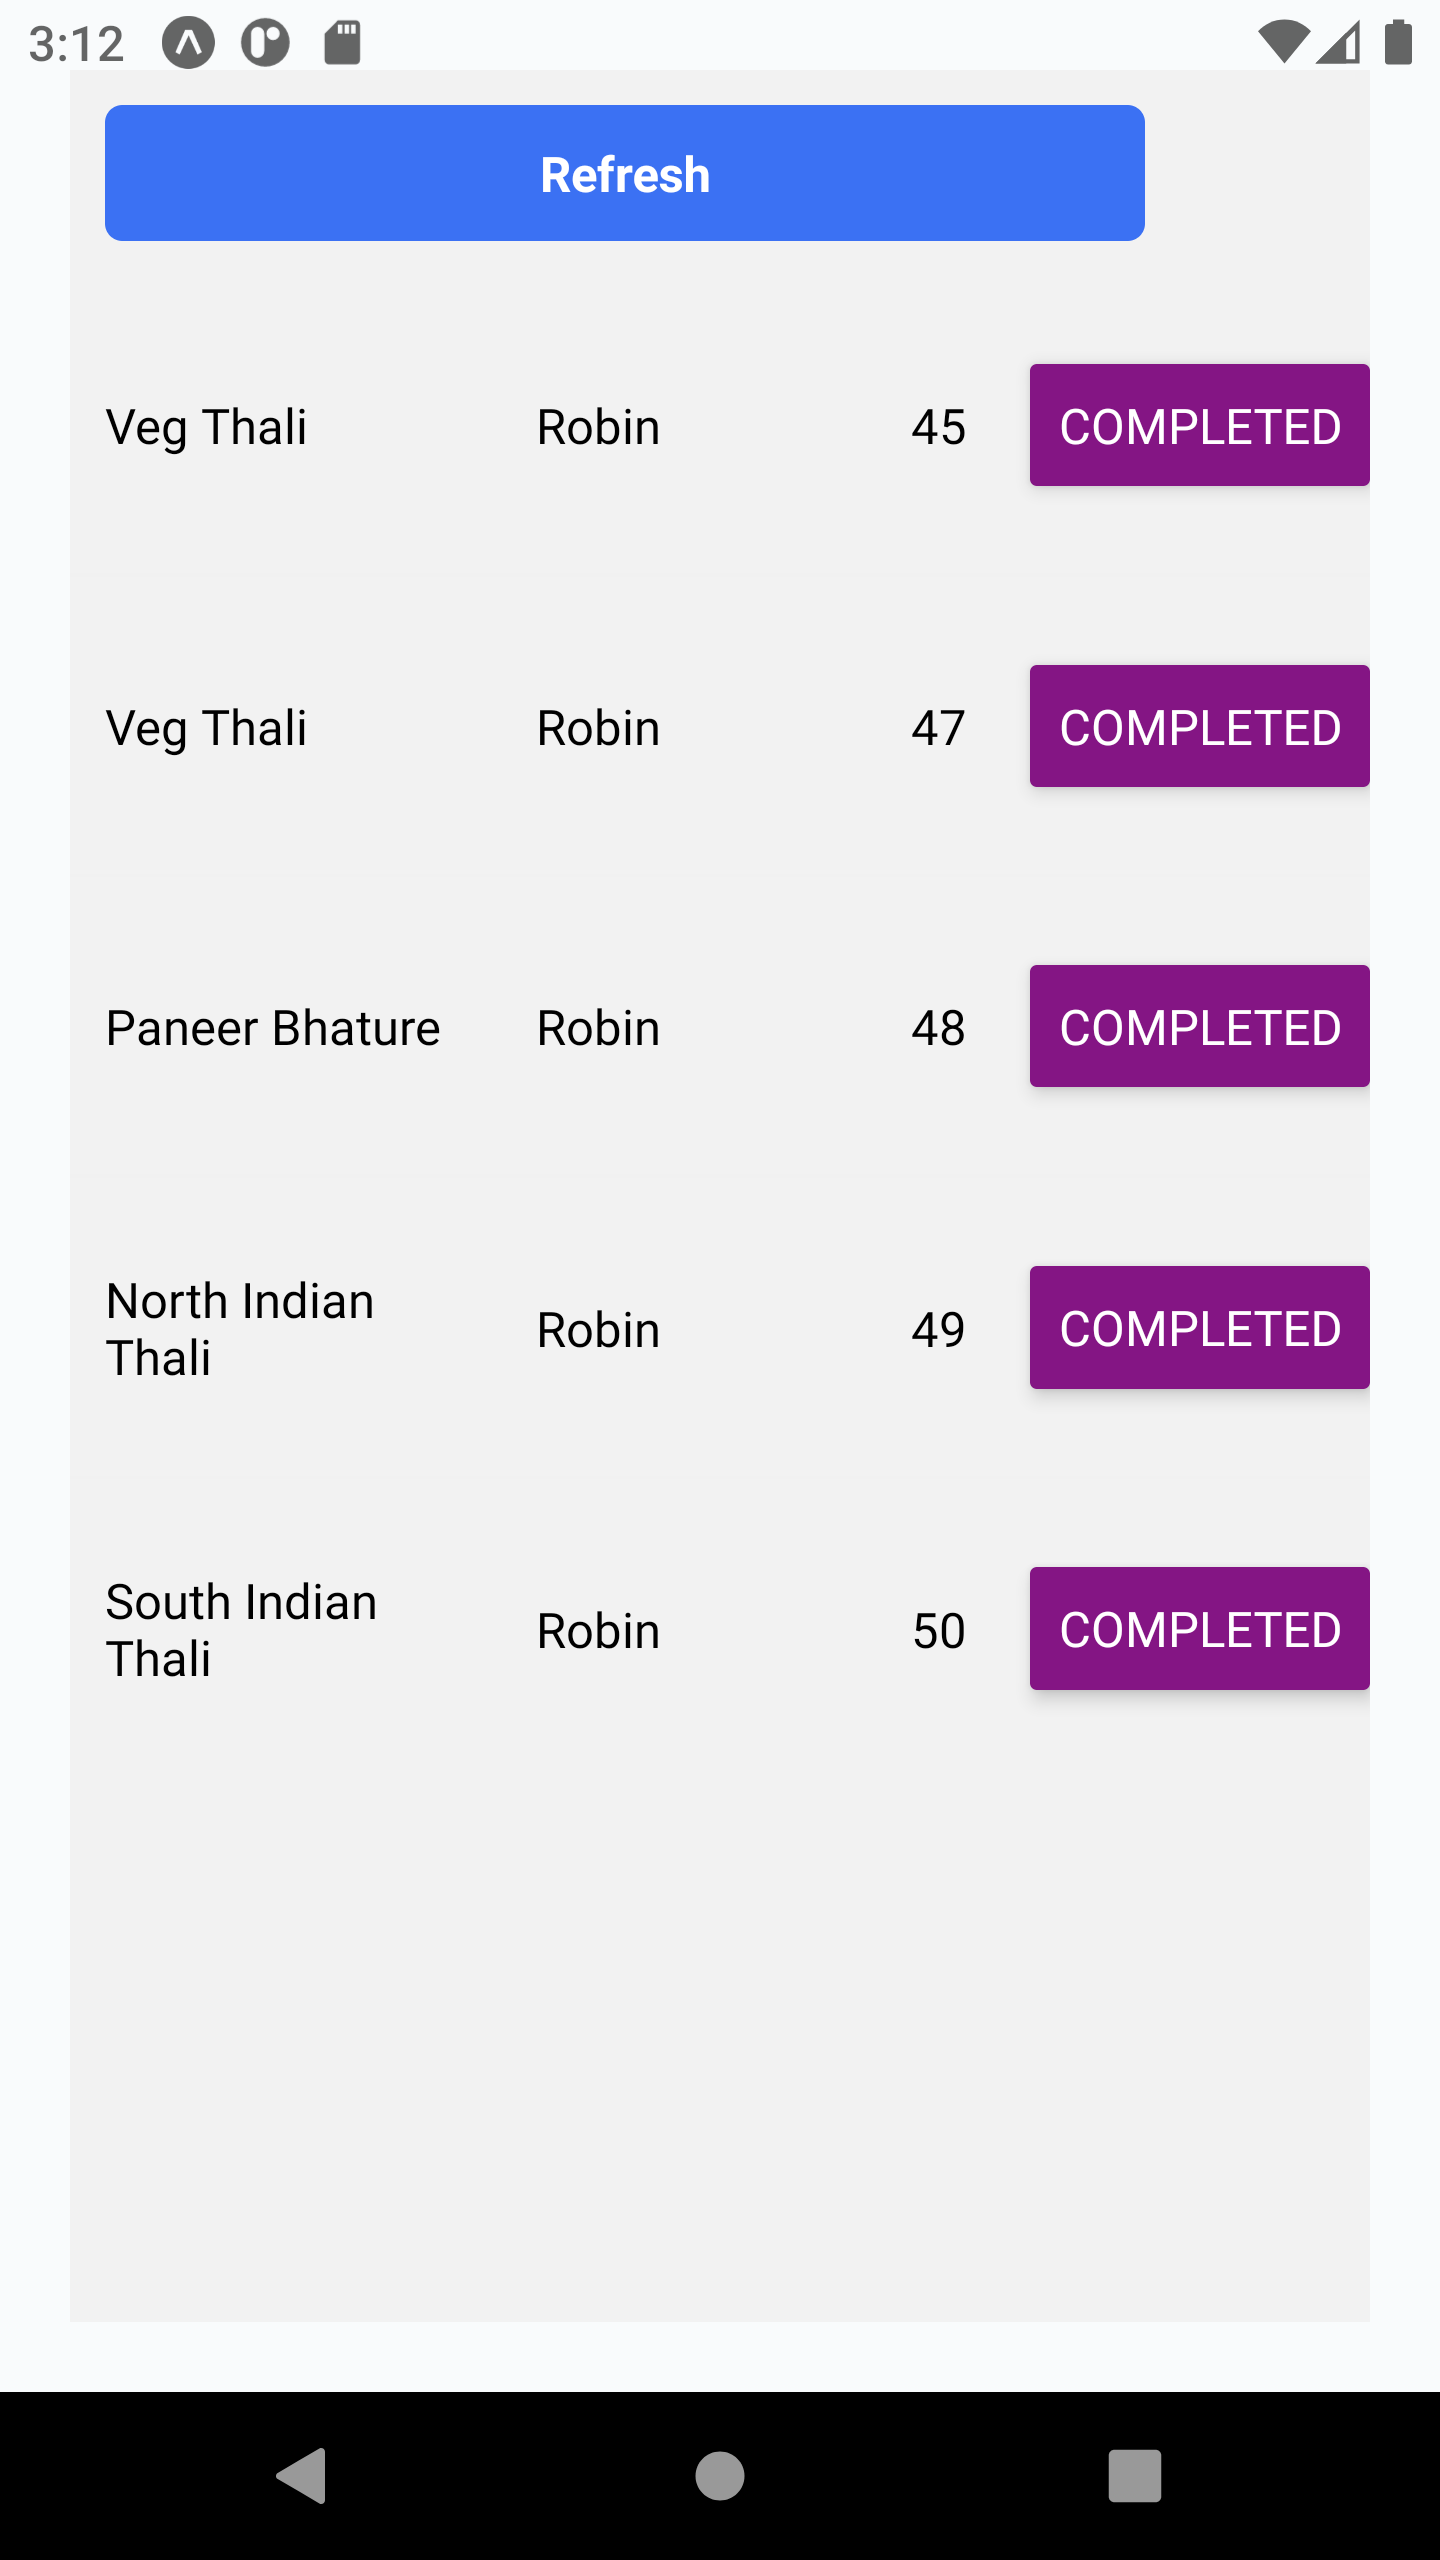 3:12
Refresh
Veg Thali Robin 45 COMPLETED
Veg Thali Robin 47 COMPLETED
Paneer Bhature Robin 48 COMPLETED
North Indian
Thali Robin 49 COMPLETED
South Indian
Thali Robin 50 COMPLETED